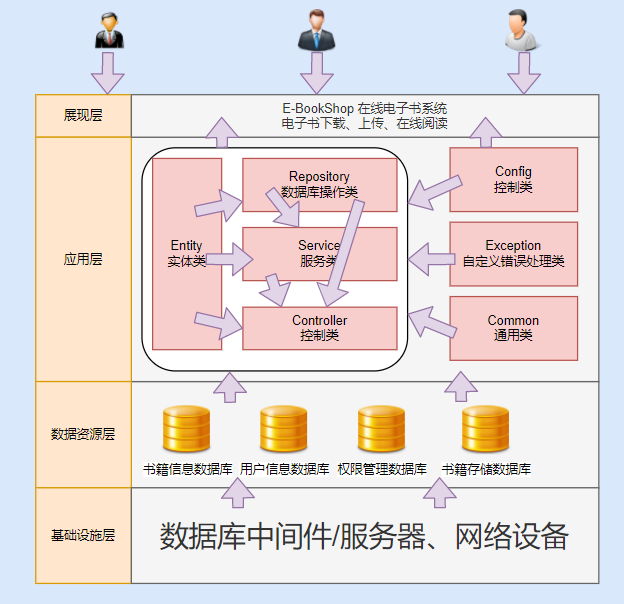 展现层
E-BookShop 在线电子书系统
电子书下载、上传、在线阅读
应用层
Entity
实体类
Repository
数据库操作类
Service
服务类
Controller
控制类
Config
控制类
Exception
自定义错误处理类
Common
通用类
数据资源层
书籍信息数据库
用户信息数据库
权限管理数据库
书籍存储数据库
基础设施层
数据库中间件/服务器、网络设备